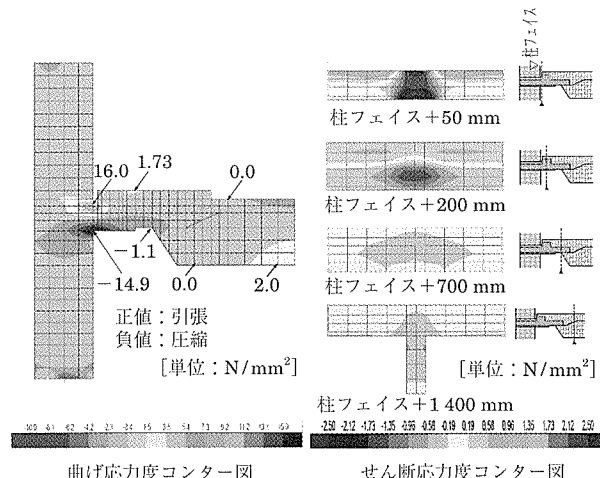 ▽柱フェイス
柱フェイス+50 mm
16.0
1.73
0.0
柱フェイス+200 mm
−1.1
−14.9
0.0
2.0
柱フェイス+700 mm
正値：引張
負値：圧縮
[単位：N/mm²]
[単位：N/mm²]
柱フェイス+1 400 mm
-2.50 -2.12 -1.73 -1.35 -0.96 -0.58 -0.19 0.19 0.58 0.96 1.35 1.73 2.12 2.50
曲げ応力度コンター図
せん断応力度コンター図